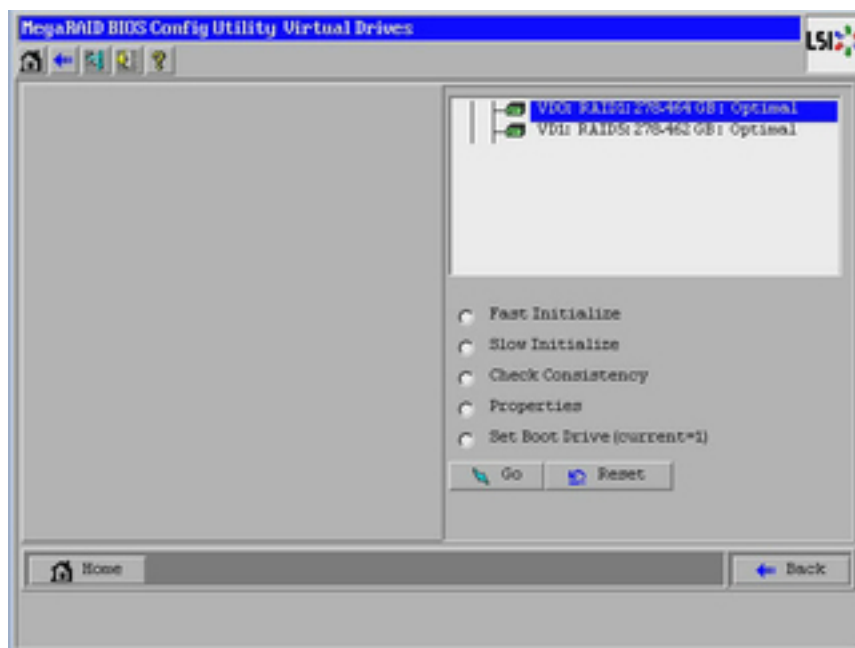 MegaRAID BIOS Config Utility Virtual Drives
LSI
VD0: RAID1: 278.464 GB: Optimal
VD1: RAID5: 278.462 GB: Optimal
Fast Initialize
Slow Initialize
Check Consistency
Properties
Set Boot Drive (current=1)
Go
Reset
Home
Back